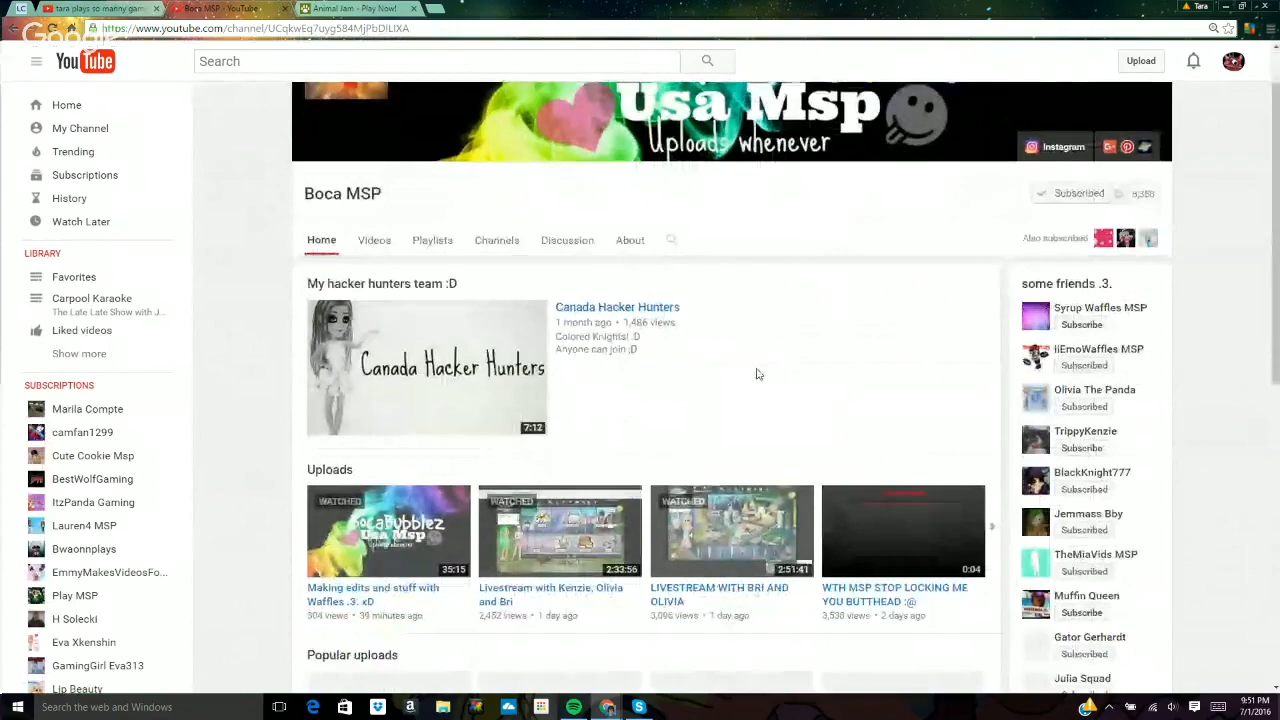 LC
tara plays so manny gam
Boca MSP - YouTube
Animal Jam - Play Now!
Tara
https://www.youtube.com/channel/UCqkwEq7uyg584MjPbDILIXA
YouTube
Search
Upload
Home
My Channel
Trending
Subscriptions
History
Watch Later
LIBRARY
Favorites
Carpool Karaoke
The Late Late Show with J...
Liked videos
Show more
SUBSCRIPTIONS
Marila Compte
camfan1299
Cute Cookie Msp
BestWolfGaming
ItzPanda Gaming
Lauren4 MSP
Bwaonnplays
EmmyMakesVideosFo...
Play MSP
H Solecki
Eva Xkenshin
GamingGirl Eva313
Lip Beauty
Usa Msp
Uploads whenever
Instagram
Boca MSP
Subscribed
Home Videos Playlists Channels Discussion About
Also subscribed
My hacker hunters team :D
Canada Hacker Hunters
7:12
Canada Hacker Hunters
1 month ago • 1,486 views
Colored Knights! :D
Anyone can join ;D
Uploads
WATCHED
BocaBubblez
Usa Msp
35:15
Making edits and stuff with
Waffles .3. xD
304 views • 39 minutes ago
WATCHED
2:33:56
Livestream with Kenzie, Olivia
and Bri
2,452 views • 1 day ago
WATCHED
2:51:41
LIVESTREAM WITH BRI AND
OLIVIA
3,096 views • 1 day ago
0:04
WTH MSP STOP LOCKING ME
YOU BUTTHEAD :@
3,538 views • 2 days ago
Popular uploads
some friends .3.
Syrup Waffles MSP
Subscribe
iiEmoWaffles MSP
Subscribed
Olivia The Panda
Subscribed
TrippyKenzie
Subscribe
BlackKnight777
Subscribed
Jemmass Bby
Subscribed
TheMiaVids MSP
Subscribed
Muffin Queen
Subscribe
Gator Gerhardt
Subscribed
Julia Squad
Search the web and Windows
9:51 PM
7/1/2016